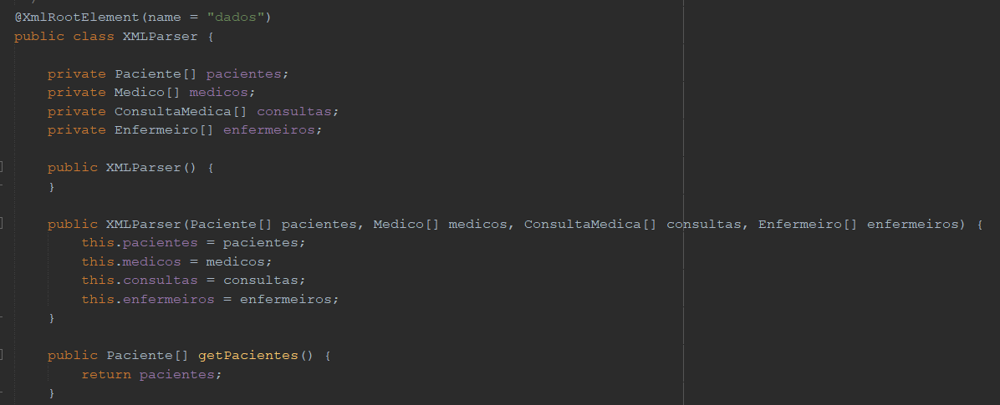 @XmlRootElement(name = "dados")
public class XMLParser {
private Paciente[] pacientes;
private Medico[] medicos;
private ConsultaMedica[] consultas;
private Enfermeiro[] enfermeiros;
public XMLParser() {
}
public XMLParser(Paciente[] pacientes, Medico[] medicos, ConsultaMedica[] consultas, Enfermeiro[] enfermeiros) {
this.pacientes = pacientes;
this.medicos = medicos;
this.consultas = consultas;
this.enfermeiros = enfermeiros;
}
public Paciente[] getPacientes() {
return pacientes;
}